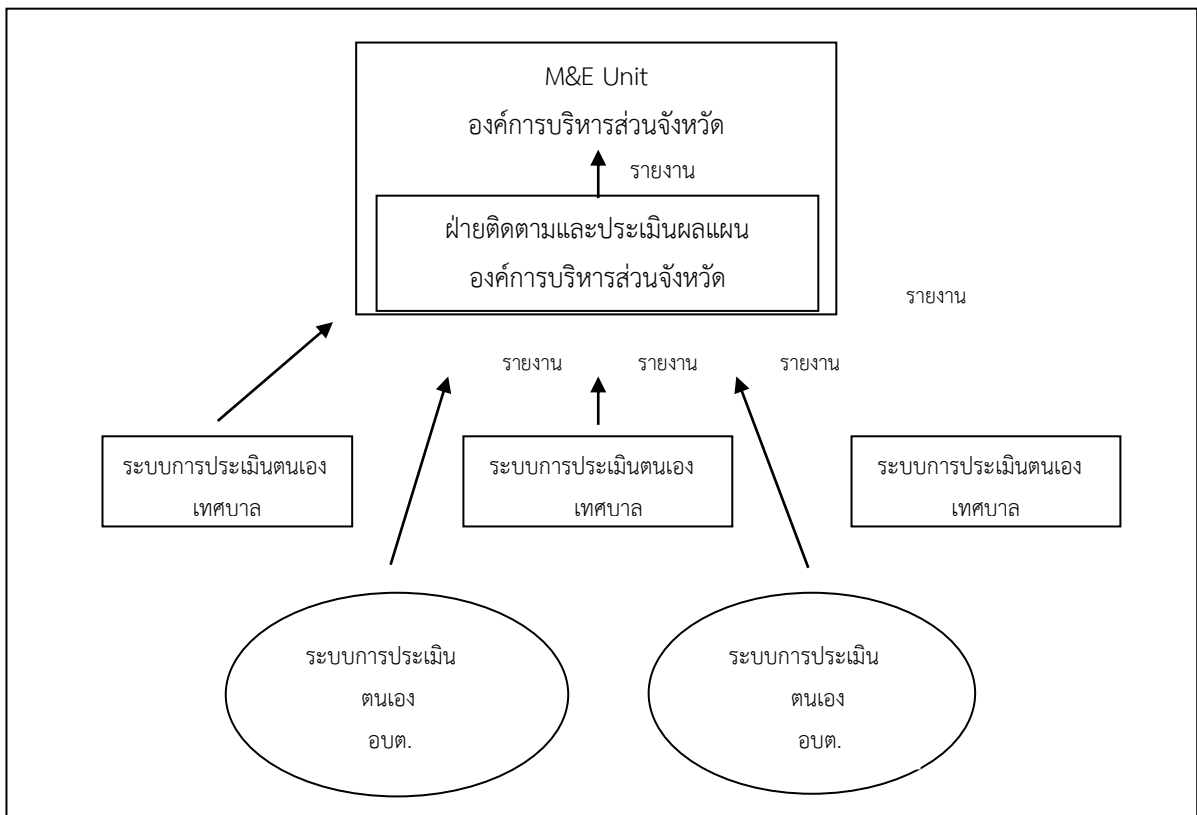 M&E Unit
องค์การบริหารส่วนจังหวัด
รายงาน
ฝ่ายติดตามและประเมินผลแผน
องค์การบริหารส่วนจังหวัด
รายงาน
รายงาน
รายงาน
รายงาน
ระบบการประเมินตนเอง
เทศบาล
ระบบการประเมินตนเอง
เทศบาล
ระบบการประเมินตนเอง
เทศบาล
ระบบการประเมิน
ตนเอง
อบต.
ระบบการประเมิน
ตนเอง
อบต.